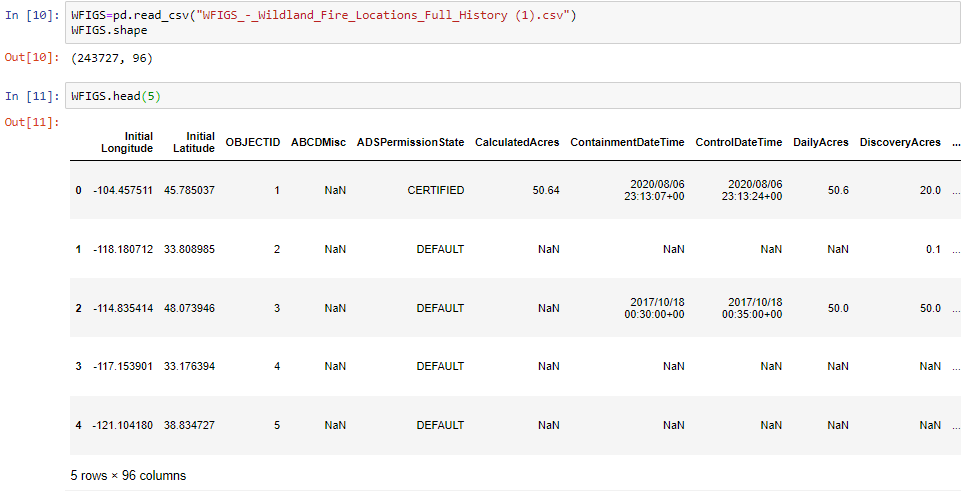 In [10]: WFIGS=pd.read_csv("WFIGS_-_Wildland_Fire_Locations_Full_History (1).csv")
WFIGS.shape
Out[10]: (243727, 96)
In [11]: WFIGS.head(5)
Out[11]:
Initial Longitude Initial Latitude OBJECTID ABCDMisc ADSPermissionState CalculatedAcres ContainmentDateTime ControlDateTime DailyAcres DiscoveryAcres ...
0 -104.457511 45.785037 1 NaN CERTIFIED 50.64 2020/08/06 23:13:07+00 2020/08/06 23:13:24+00 50.6 20.0 ...
1 -118.180712 33.808985 2 NaN DEFAULT NaN NaN NaN NaN 0.1 ...
2 -114.835414 48.073946 3 NaN DEFAULT NaN 2017/10/18 00:30:00+00 2017/10/18 00:35:00+00 50.0 50.0 ...
3 -117.153901 33.176394 4 NaN DEFAULT NaN NaN NaN NaN NaN ...
4 -121.104180 38.834727 5 NaN DEFAULT NaN NaN NaN NaN NaN ...
5 rows × 96 columns